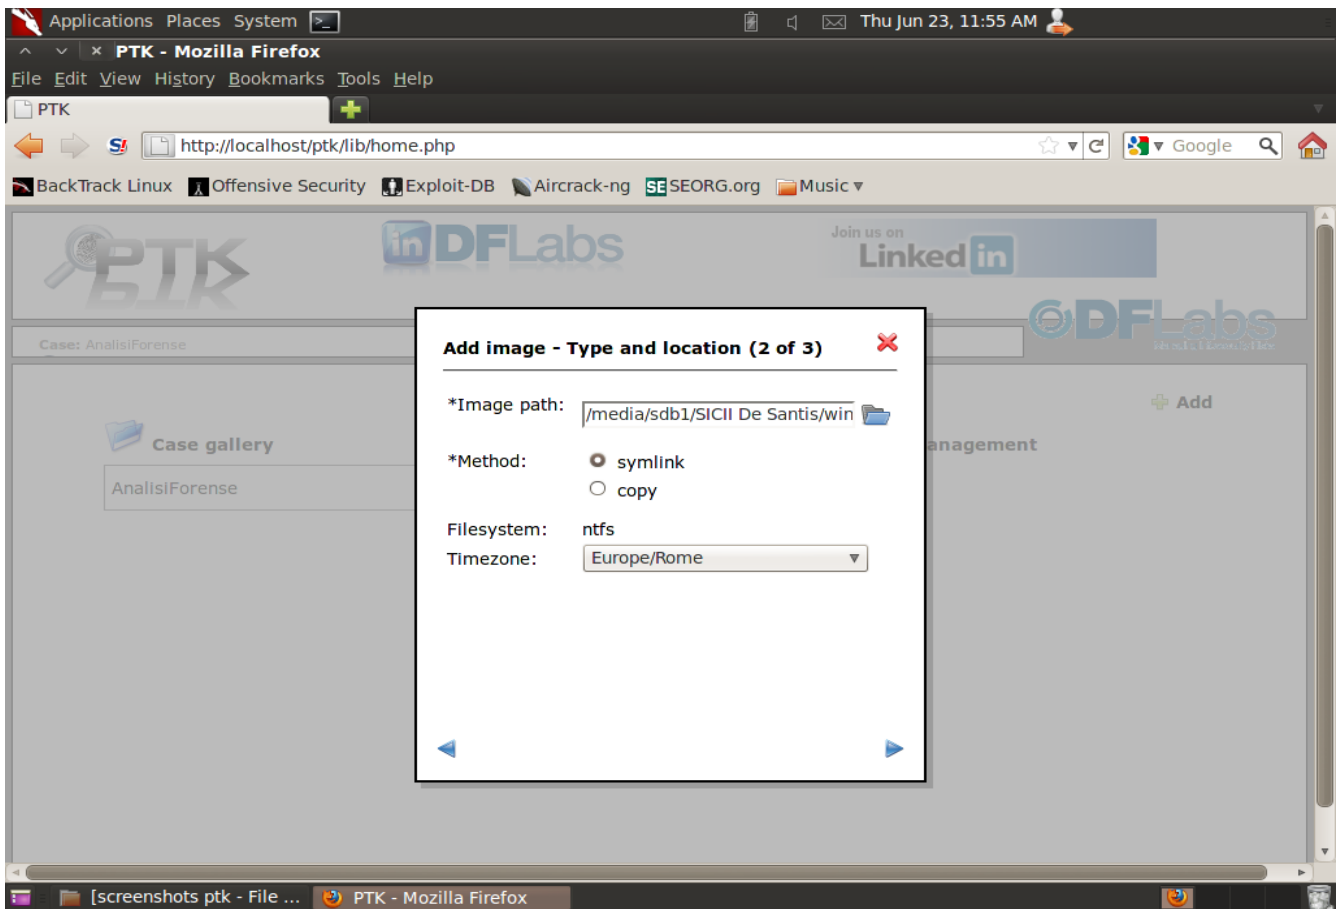 Applications Places System Thu Jun 23, 11:55 AM
PTK - Mozilla Firefox
File Edit View History Bookmarks Tools Help
PTK
S! http://localhost/ptk/lib/home.php Google
BackTrack Linux Offensive Security Exploit-DB Aircrack-ng SE SEORG.org Music
PTK
in DFLabs
Join us on
Linked in
DFLabs
Case: AnalisiForense
Add image - Type and location (2 of 3)
*Image path: /media/sdb1/SICII De Santis/win
Add
Case gallery
anagement
*Method: symlink
copy
AnalisiForense
Filesystem: ntfs
Timezone: Europe/Rome
[screenshots ptk - File ... PTK - Mozilla Firefox